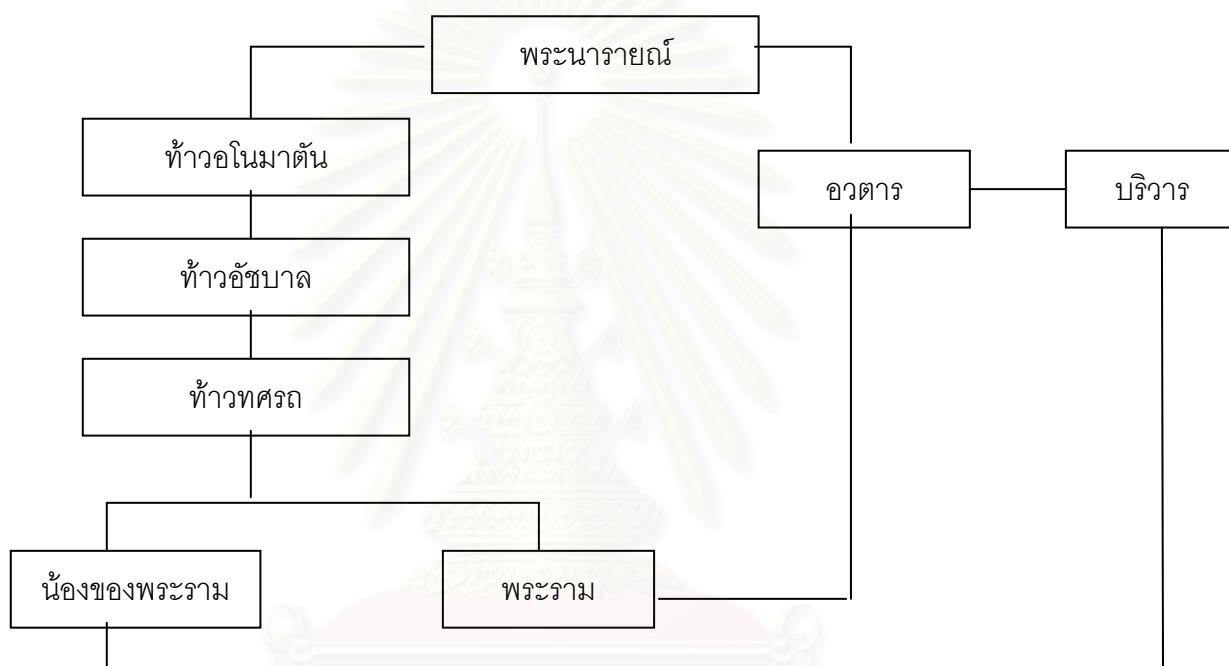 พระนารายณ์
ท้าวอโนมาตัน
อวตาร
บริวาร
ท้าวอัชบาล
ท้าวทศรถ
น้องของพระราม
พระราม